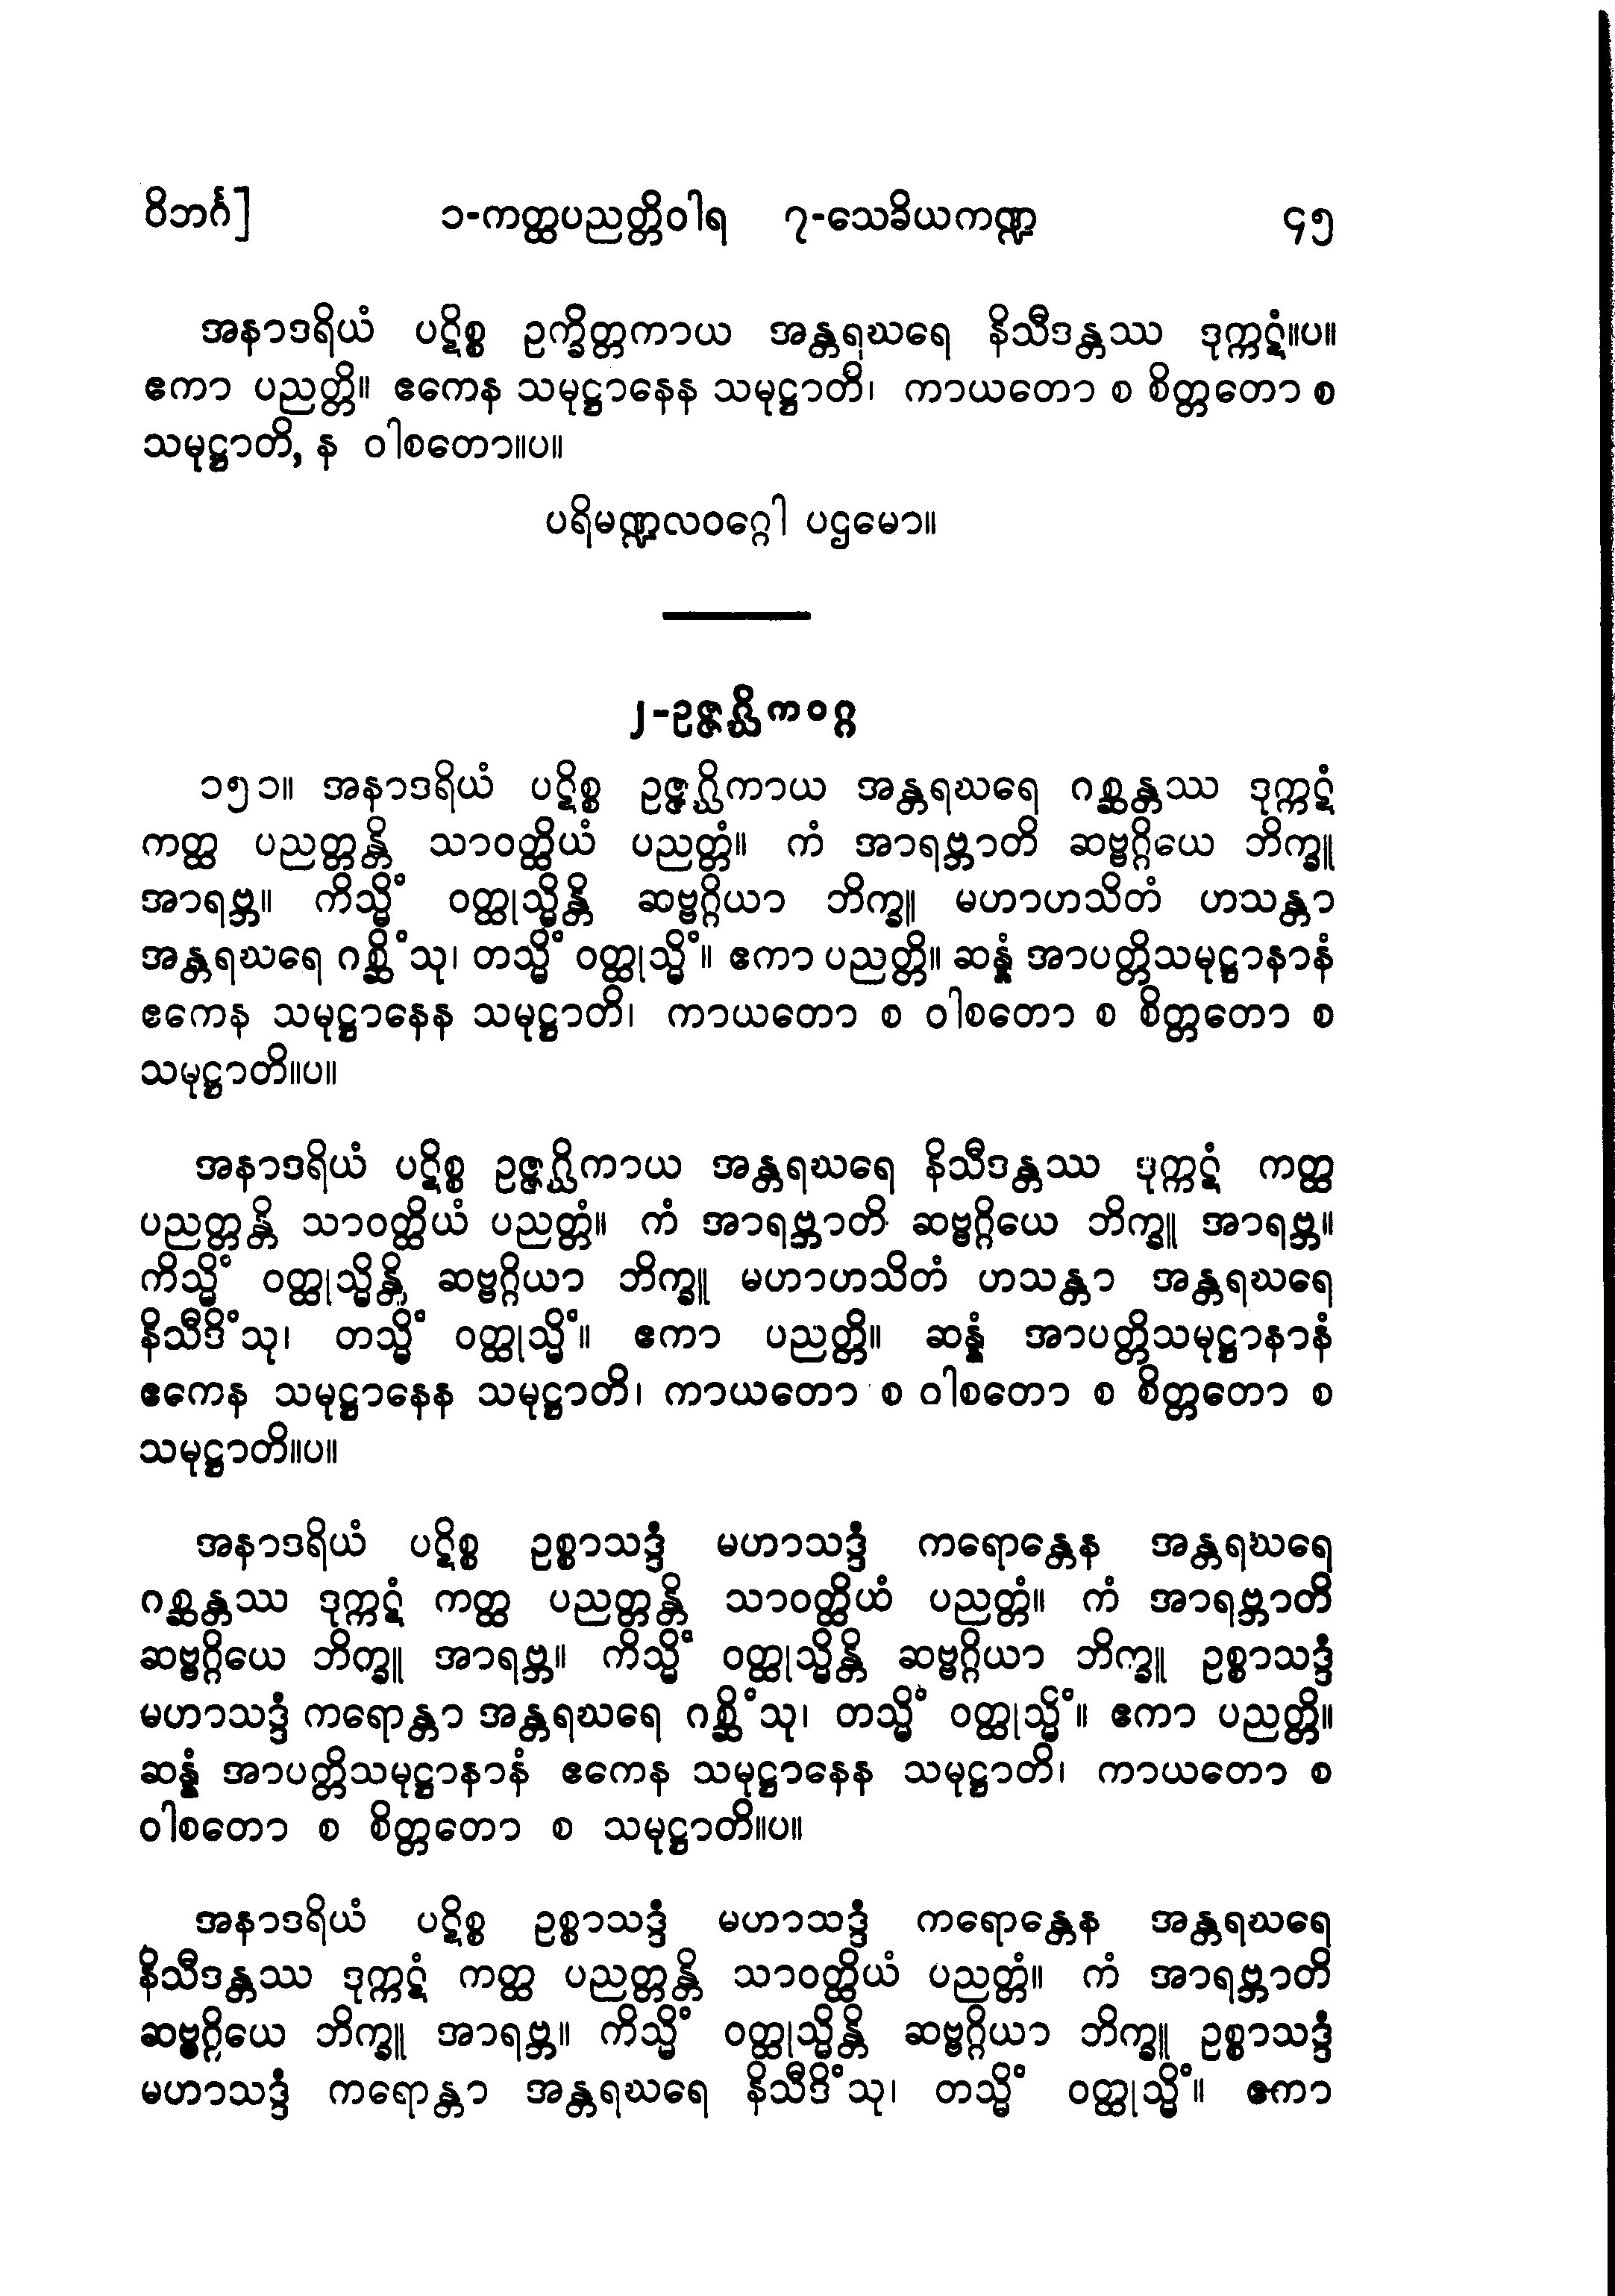 ဝိဘင်္ဂ] ၁-ကတ္ထပညတ္တိဝါရ ၇-သေခိယကဏ္ဍ ၄၅
အနာဒရိယံ ပဋိစ္စ ဥက္ခိတ္တကာယ အန္တရဃရေ နိသီဒန္တဿ ဒုက္ကဋံ။ပ။
ဧကာ ပညတ္တိ။ ဧကေန သမုဋ္ဌာနေန သမုဋ္ဌာတိ၊ ကာယတော စ စိတ္တတော စ
သမုဋ္ဌာတိ, န ဝါစတော။ပ။
ပရိမဏ္ဍလဝဂ္ဂေါ ပဌမော။
၂-ဥဇ္ဇဂ္ဃိကဝဂ္ဂ
၁၅၁။ အနာဒရိယံ ပဋိစ္စ ဥဇ္ဇဂ္ဃိကာယ အန္တရဃရေ ဂစ္ဆန္တဿ ဒုက္ကဋံ
ကတ္ထ ပညတ္တန္တိ သာဝတ္ထိယံ ပညတ္တံ။ ကံ အာရဗ္ဘာတိ ဆဗ္ဗဂ္ဂိယေ ဘိက္ခူ
အာရဗ္ဘ။ ကိသ္မိံ ဝတ္ထုသ္မိန္တိ ဆဗ္ဗဂ္ဂိယာ ဘိက္ခူ မဟာဟသိတံ ဟသန္တာ
အန္တရဃရေ ဂစ္ဆိံသု၊ တသ္မိံ ဝတ္ထုသ္မိံ။ ဧကာ ပညတ္တိ။ ဆန္နံ အာပတ္တိသမုဋ္ဌာနာနံ
ဧကေန သမုဋ္ဌာနေန သမုဋ္ဌာတိ၊ ကာယတော စ ဝါစတော စ စိတ္တတော စ
သမုဋ္ဌာတိ။ပ။
အနာဒရိယံ ပဋိစ္စ ဥဇ္ဇဂ္ဃိကာယ အန္တရဃရေ နိသီဒန္တဿ ဒုက္ကဋံ ကတ္ထ
ပညတ္တန္တိ သာဝတ္ထိယံ ပညတ္တံ။ ကံ အာရဗ္ဘာတိ ဆဗ္ဗဂ္ဂိယေ ဘိက္ခူ အာရဗ္ဘ။
ကိသ္မိံ ဝတ္ထုသ္မိန္တိ ဆဗ္ဗဂ္ဂိယာ ဘိက္ခူ မဟာဟသိတံ ဟသန္တာ အန္တရဃရေ
နိသီဒိံသု၊ တသ္မိံ ဝတ္ထုသ္မိံ။ ဧကာ ပညတ္တိ။ ဆန္နံ အာပတ္တိသမုဋ္ဌာနာနံ
ဧကေန သမုဋ္ဌာနေန သမုဋ္ဌာတိ၊ ကာယတော စ ဝါစတော စ စိတ္တတော စ
သမုဋ္ဌာတိ။ပ။
အနာဒရိယံ ပဋိစ္စ ဥစ္စာသဒ္ဒံ မဟာသဒ္ဒံ ကရောန္တေန အန္တရဃရေ
ဂစ္ဆန္တဿ ဒုက္ကဋံ ကတ္ထ ပညတ္တန္တိ သာဝတ္ထိယံ ပညတ္တံ။ ကံ အာရဗ္ဘာတိ
ဆဗ္ဗဂ္ဂိယေ ဘိက္ခူ အာရဗ္ဘ။ ကိသ္မိံ ဝတ္ထုသ္မိန္တိ ဆဗ္ဗဂ္ဂိယာ ဘိက္ခူ ဥစ္စာသဒ္ဒံ
မဟာသဒ္ဒံ ကရောန္တာ အန္တရဃရေ ဂစ္ဆိံသု၊ တသ္မိံ ဝတ္ထုသ္မိံ။ ဧကာ ပညတ္တိ။
ဆန္နံ အာပတ္တိသမုဋ္ဌာနာနံ ဧကေန သမုဋ္ဌာနေန သမုဋ္ဌာတိ၊ ကာယတော စ
ဝါစတော စ စိတ္တတော စ သမုဋ္ဌာတိ။ပ။
အနာဒရိယံ ပဋိစ္စ ဥစ္စာသဒ္ဒံ မဟာသဒ္ဒံ ကရောန္တေန အန္တရဃရေ
နိသီဒန္တဿ ဒုက္ကဋံ ကတ္ထ ပညတ္တန္တိ သာဝတ္ထိယံ ပညတ္တံ။ ကံ အာရဗ္ဘာတိ
ဆဗ္ဗဂ္ဂိယေ ဘိက္ခူ အာရဗ္ဘ။ ကိသ္မိံ ဝတ္ထုသ္မိန္တိ ဆဗ္ဗဂ္ဂိယာ ဘိက္ခူ ဥစ္စာသဒ္ဒံ
မဟာသဒ္ဒံ ကရောန္တာ အန္တရဃရေ နိသီဒိံသု၊ တသ္မိံ ဝတ္ထုသ္မိံ။ ဧကာ